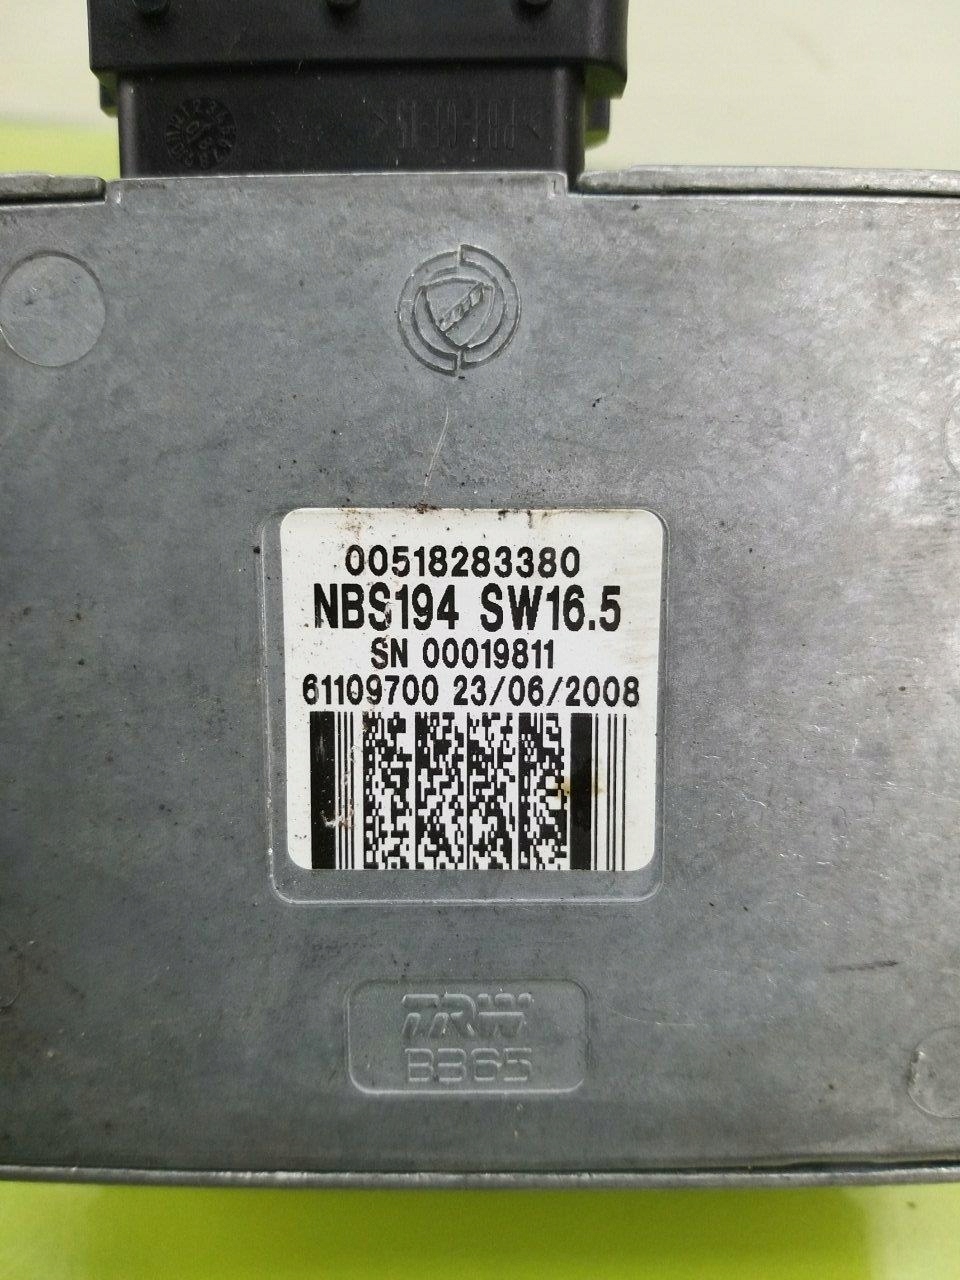 00518283380
NBS194 SW16.5
SN 00019811
61109700 23/06/2008
TRW
B365